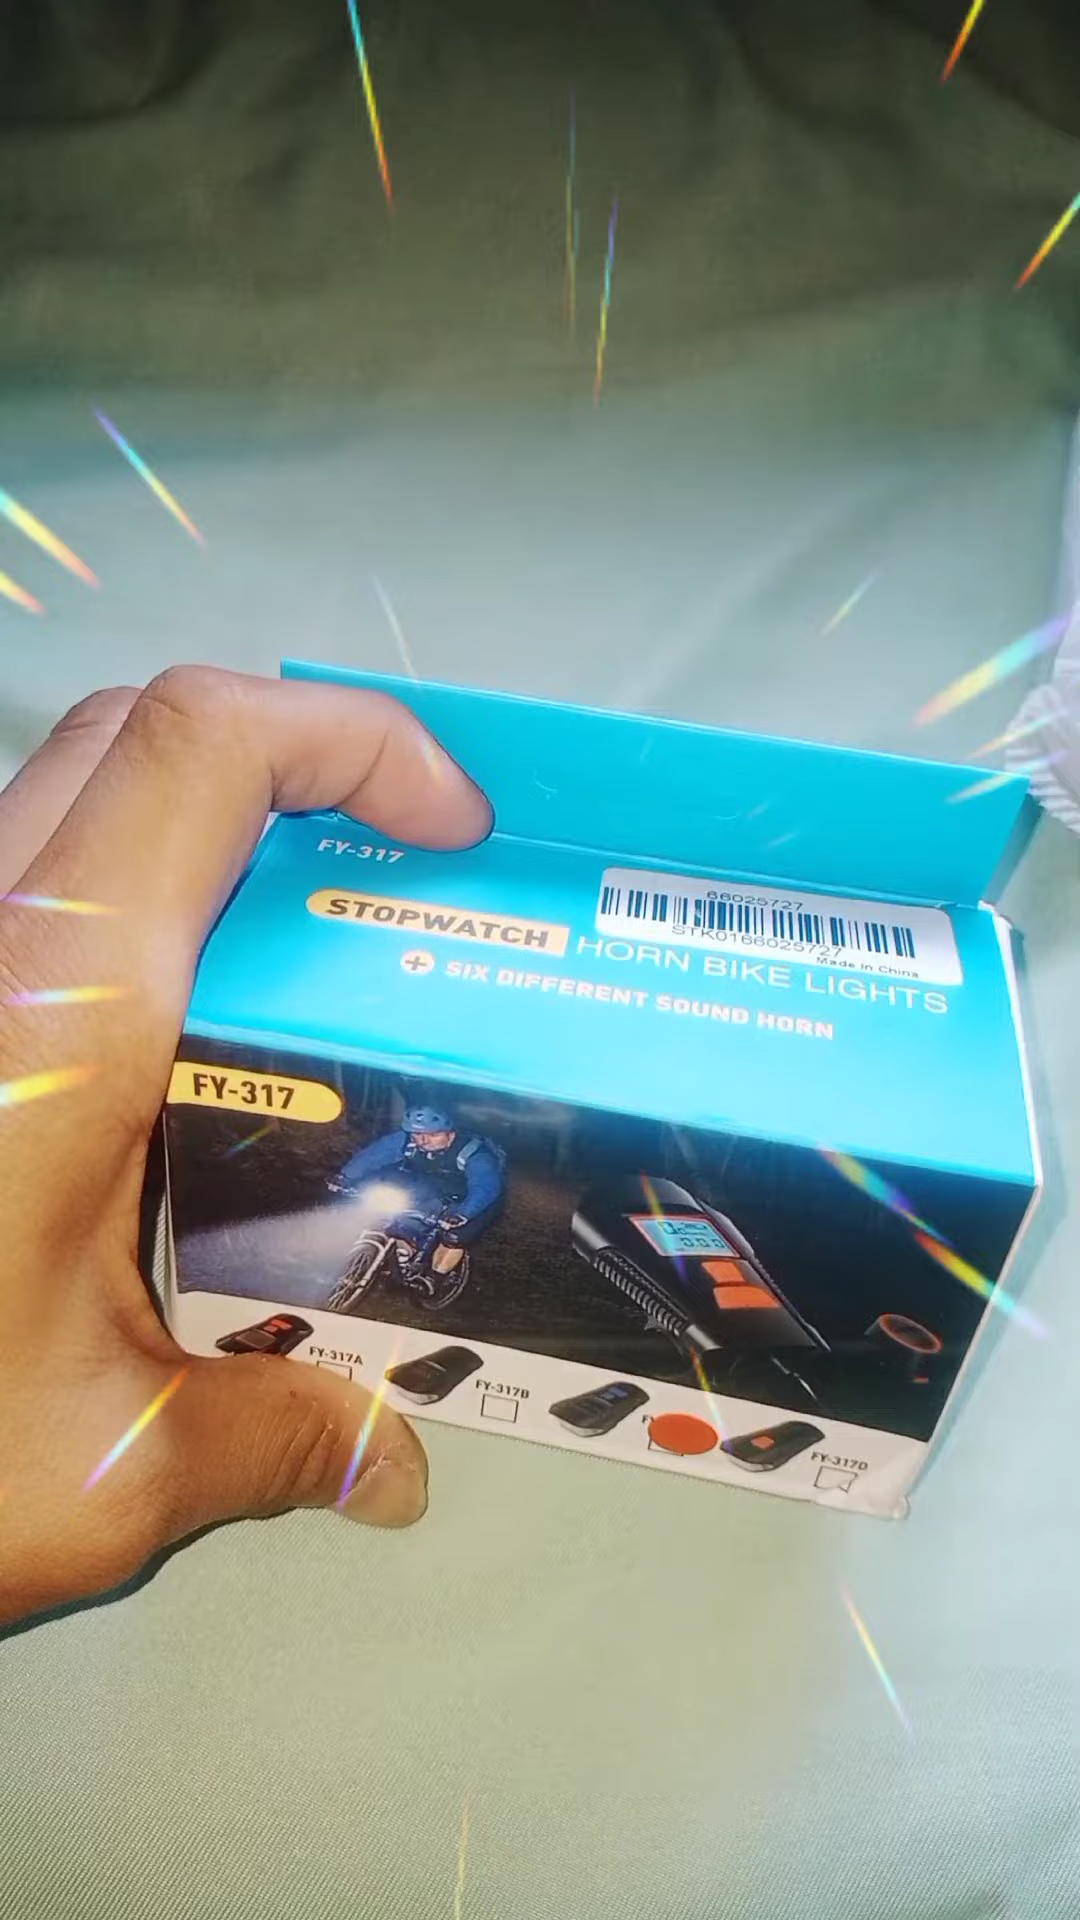 FY-317
66025727
STK0166025727
Made in China
STOPWATCH HORN BIKE LIGHTS
+ SIX DIFFERENT SOUND HORN
FY-317
FY-317A
FY-317B
FY-317D